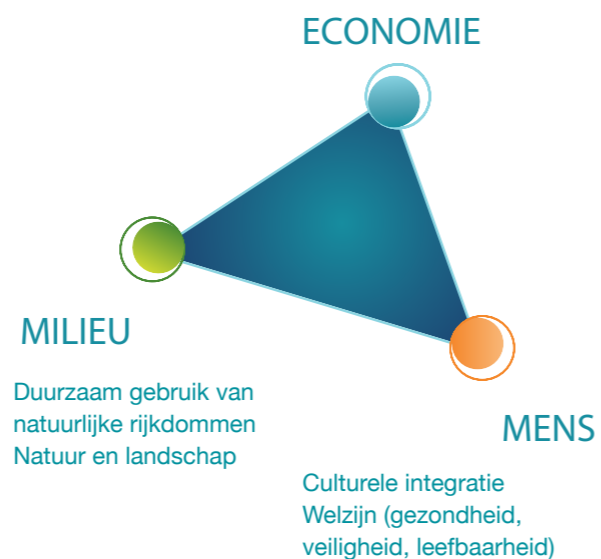 ECONOMIE
MILIEU
Duurzaam gebruik van
natuurlijke rijkdommen
Natuur en landschap
MENS
Culturele integratie
Welzijn (gezondheid,
veiligheid, leefbaarheid)